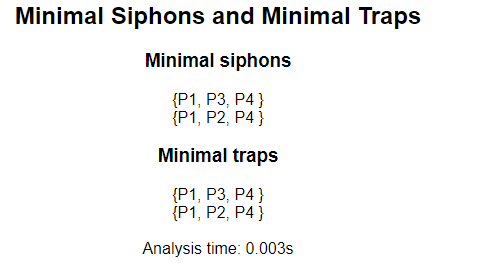 Minimal Siphons and Minimal Traps
Minimal siphons
{P1, P3, P4 }
{P1, P2, P4 }
Minimal traps
{P1, P3, P4 }
{P1, P2, P4 }
Analysis time: 0.003s